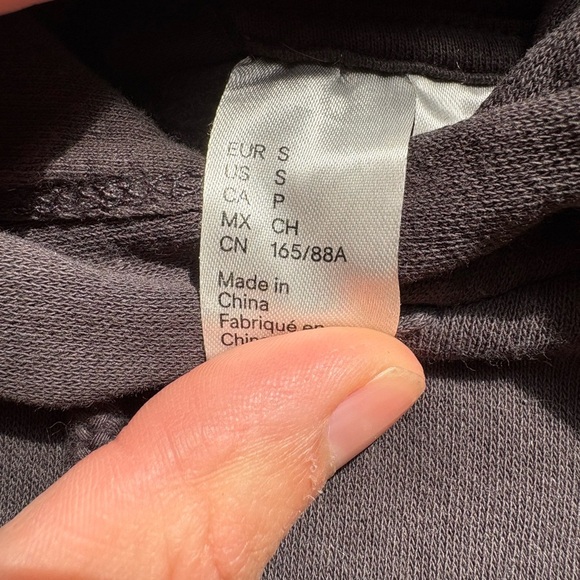 EUR S
US S
CA P
MX CH
CN 165/88A
Made in
China
Fabriqué en